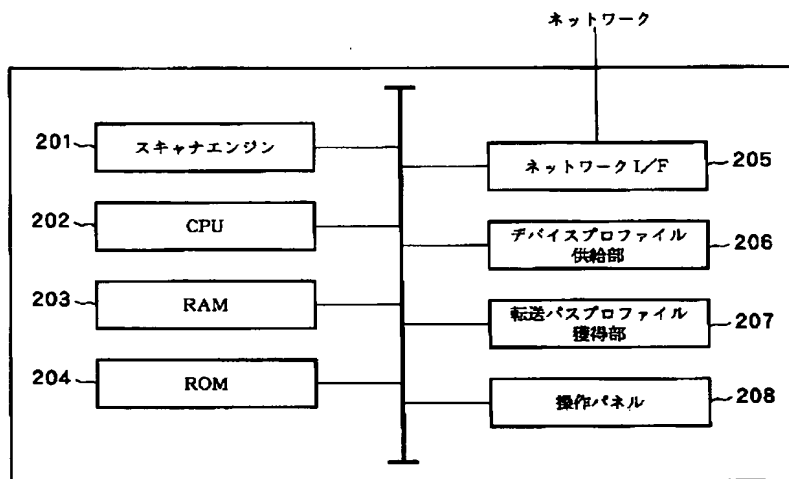 ネットワーク
201
スキャナエンジン
202
CPU
203
RAM
204
ROM
ネットワーク I/F
205
デバイスプロファイル
供給部
206
転送パスプロファイル
獲得部
207
操作パネル
208